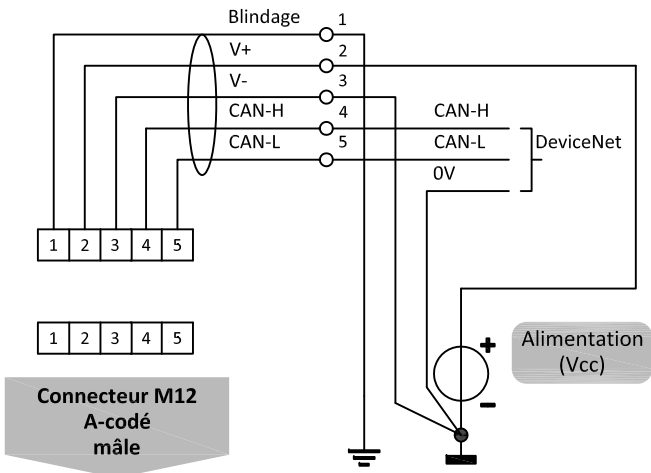 Blindage 1
V+ 2
V- 3
CAN-H 4 CAN-H
CAN-L 5 CAN-L DeviceNet
0V
1 2 3 4 5
1 2 3 4 5
+
Alimentation
(Vcc)
−
Connecteur M12
A-codé
mâle